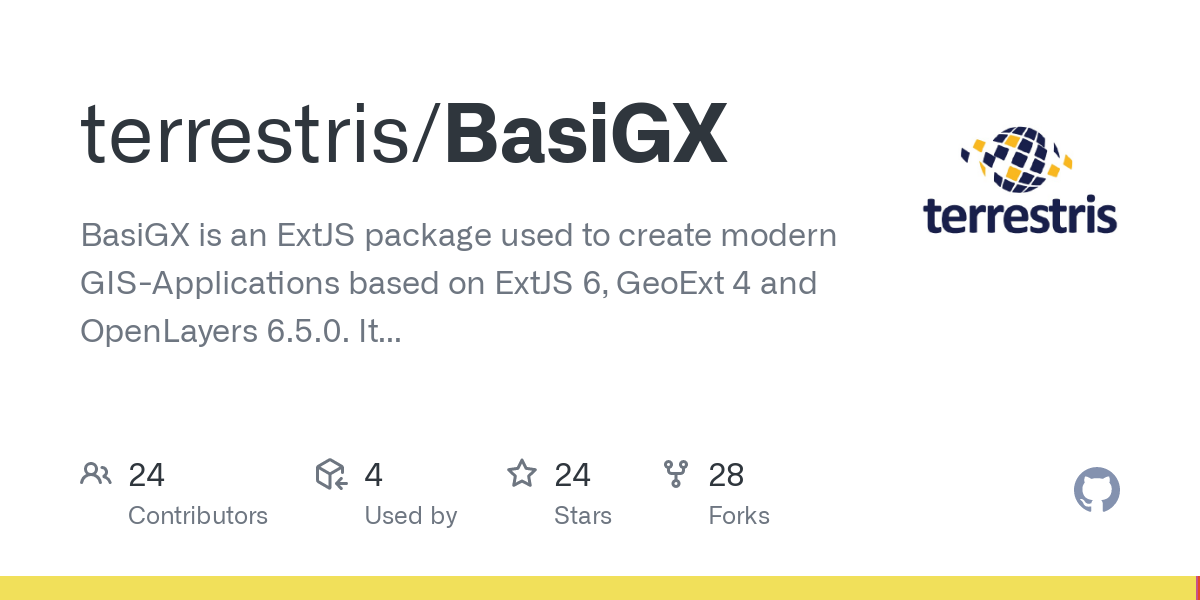 terrestris/BasiGX
terrestris
BasiGX is an ExtJS package used to create modern
GIS-Applications based on ExtJS 6, GeoExt 4 and
OpenLayers 6.5.0. It...
24
Contributors
4
Used by
24
Stars
28
Forks